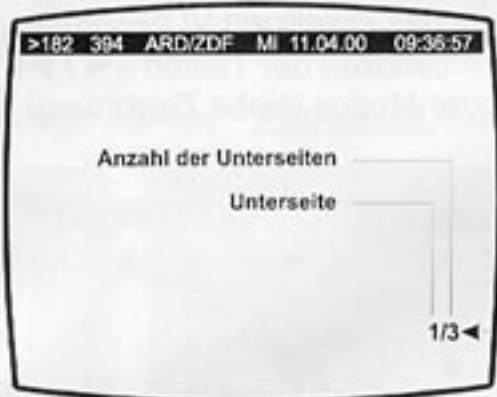 >182 394 ARD/ZDF MI 11.04.00 09:36:57
Anzahl der Unterseiten
Unterseite
1/3◄